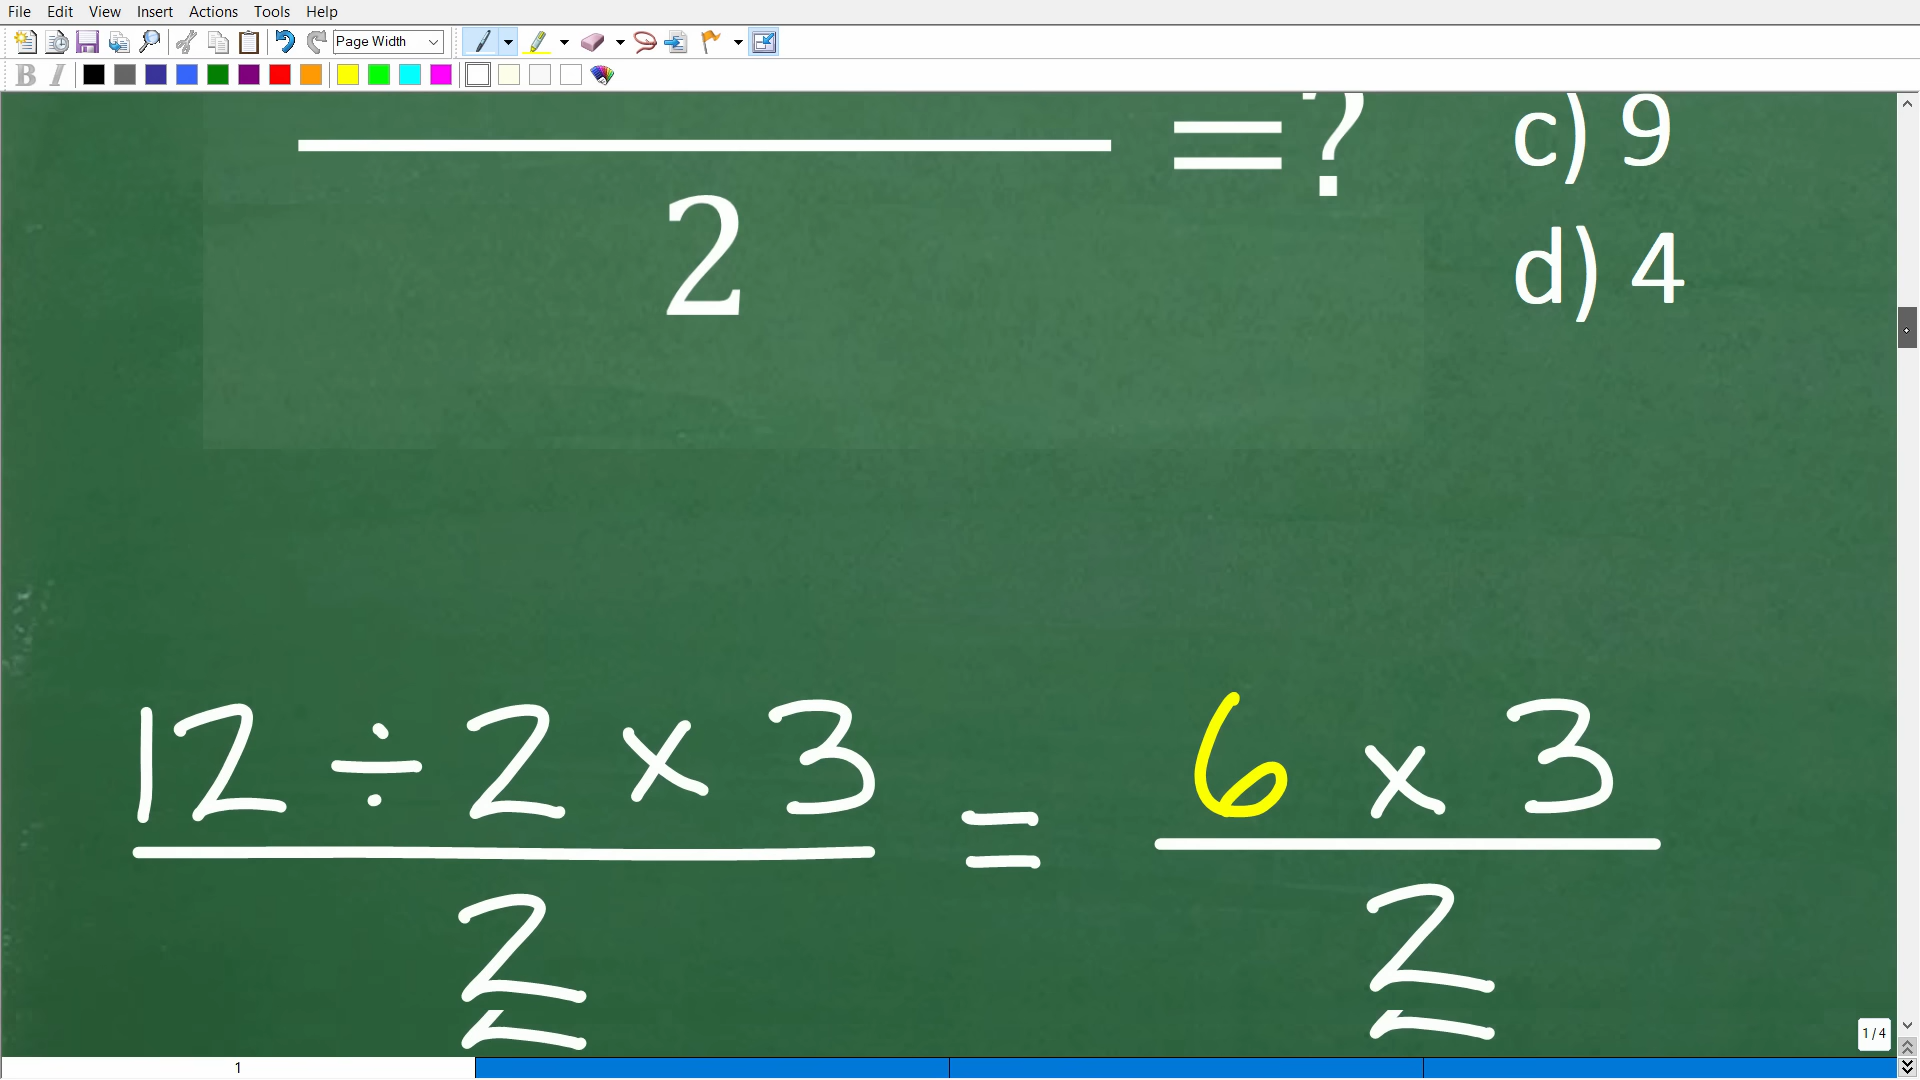 File Edit View Insert Actions Tools Help
Page Width
B I
= ?
2
c) 9
d) 4
12 ÷ 2 x 3
2
=
6 x 3
2
1 / 4
1